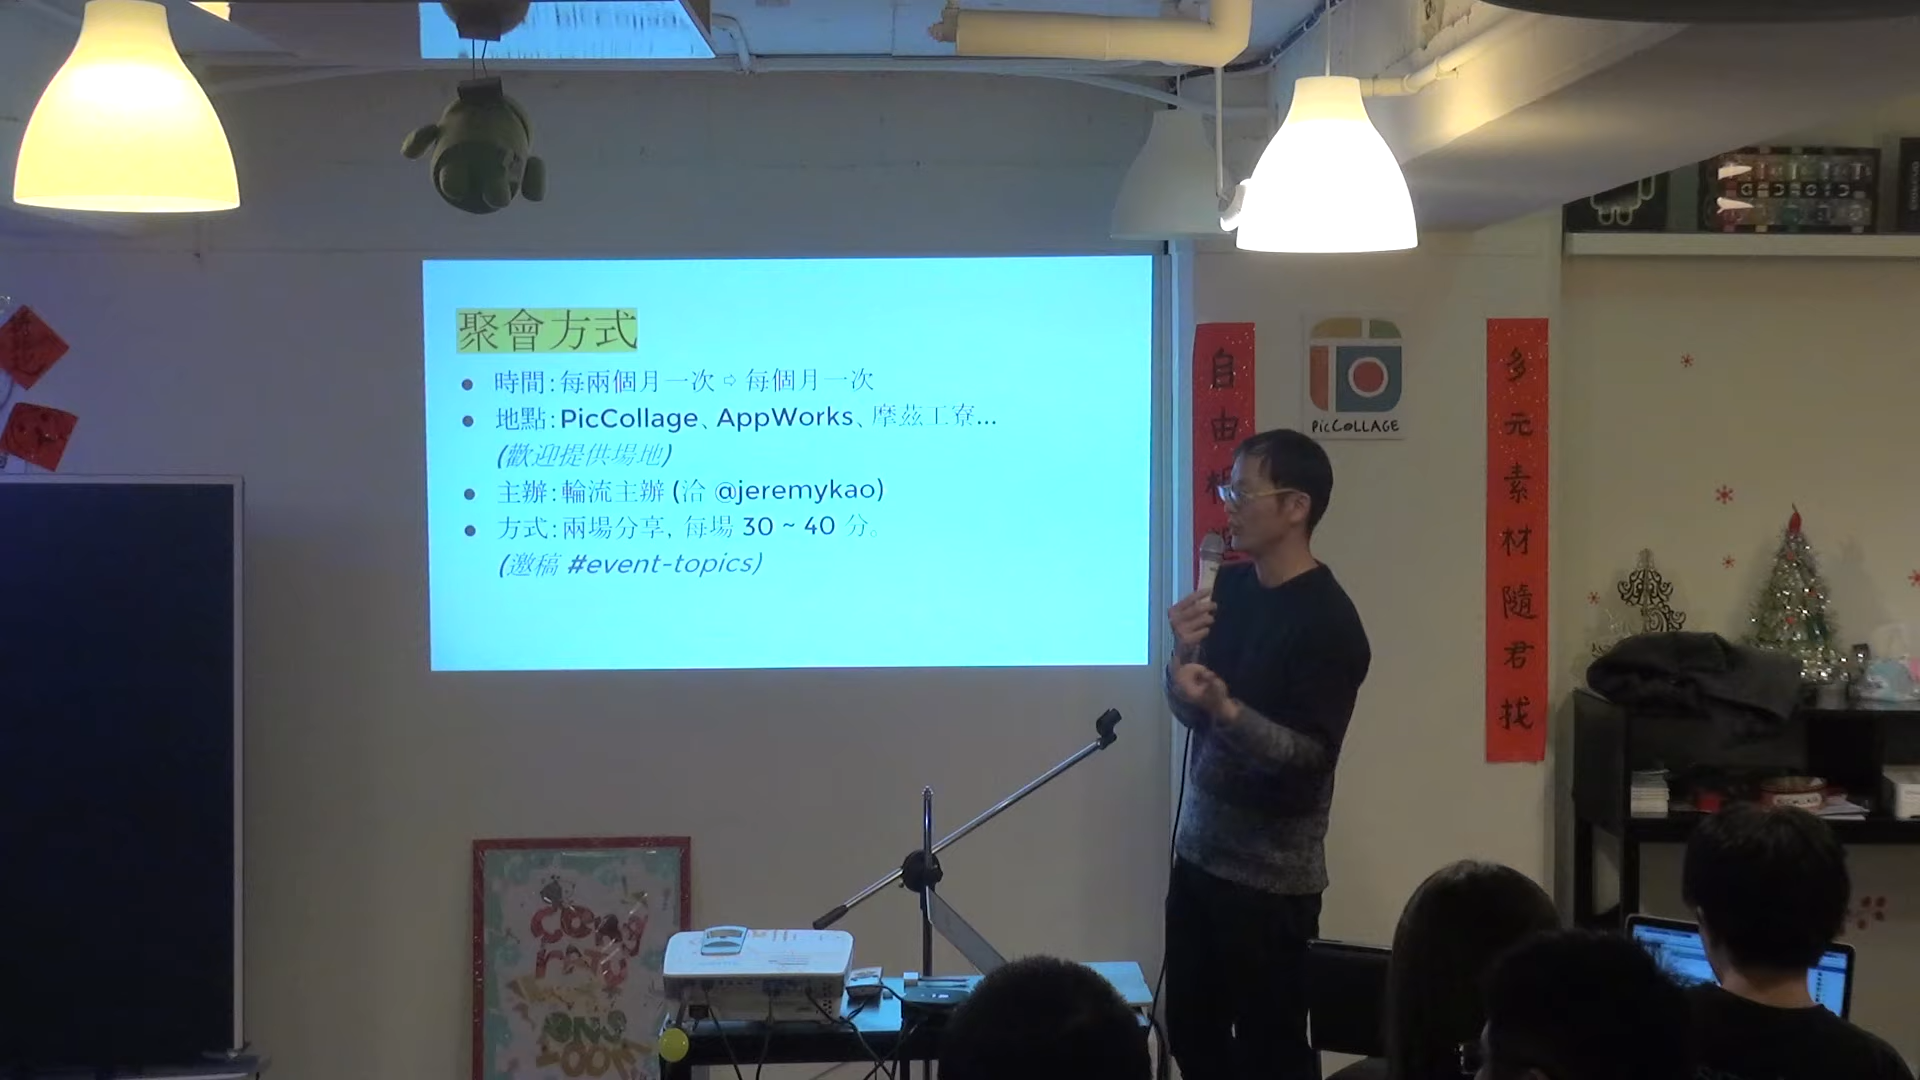 聚會方式
時間：每兩個月一次 ⇨ 每個月一次
地點：PicCollage、AppWorks、摩茲工寮...
(歡迎提供場地)
主辦：輪流主辦 (洽 @jeremykao)
方式：兩場分享，每場 30 ~ 40 分。
(邀稿 #event-topics)
自由
PicCOLLAGE
多元素材隨君找